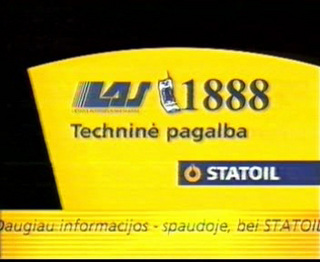 LAS 1888
Techninė pagalba
STATOIL
Daugiau informacijos - spaudoje, bei STATOIL